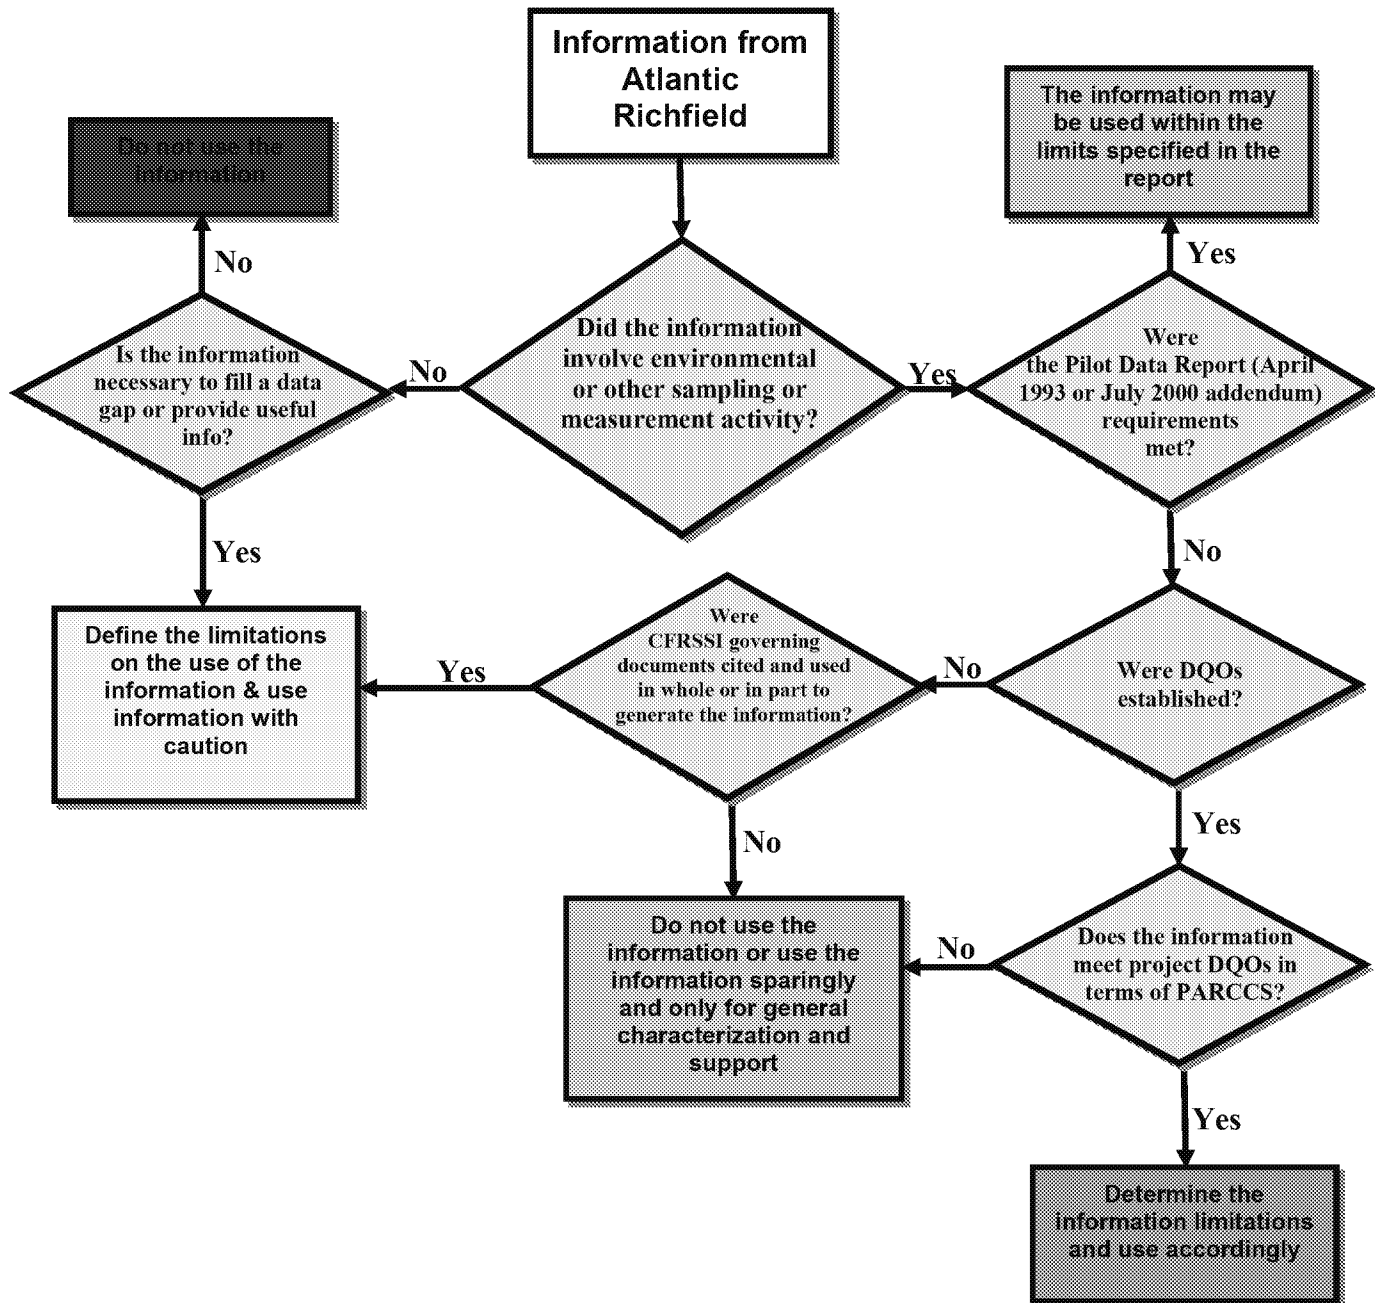 Information from
Atlantic
Richfield
The information may
be used within the
limits specified in the
report
Do not use the
information
No
Yes
Is the information
necessary to fill a data
gap or provide useful
info?
No
Did the information
involve environmental
or other sampling or
measurement activity?
Yes
Were
the Pilot Data Report (April
1993 or July 2000 addendum)
requirements
met?
Yes
No
Define the limitations
on the use of the
information & use
information with
caution
Yes
Were
CFRSSI governing
documents cited and used
in whole or in part to
generate the information?
No
Were DQOs
established?
No
Yes
Do not use the
information or use the
information sparingly
and only for general
characterization and
support
No
Does the information
meet project DQOs in
terms of PARCCS?
Yes
Determine the
information limitations
and use accordingly